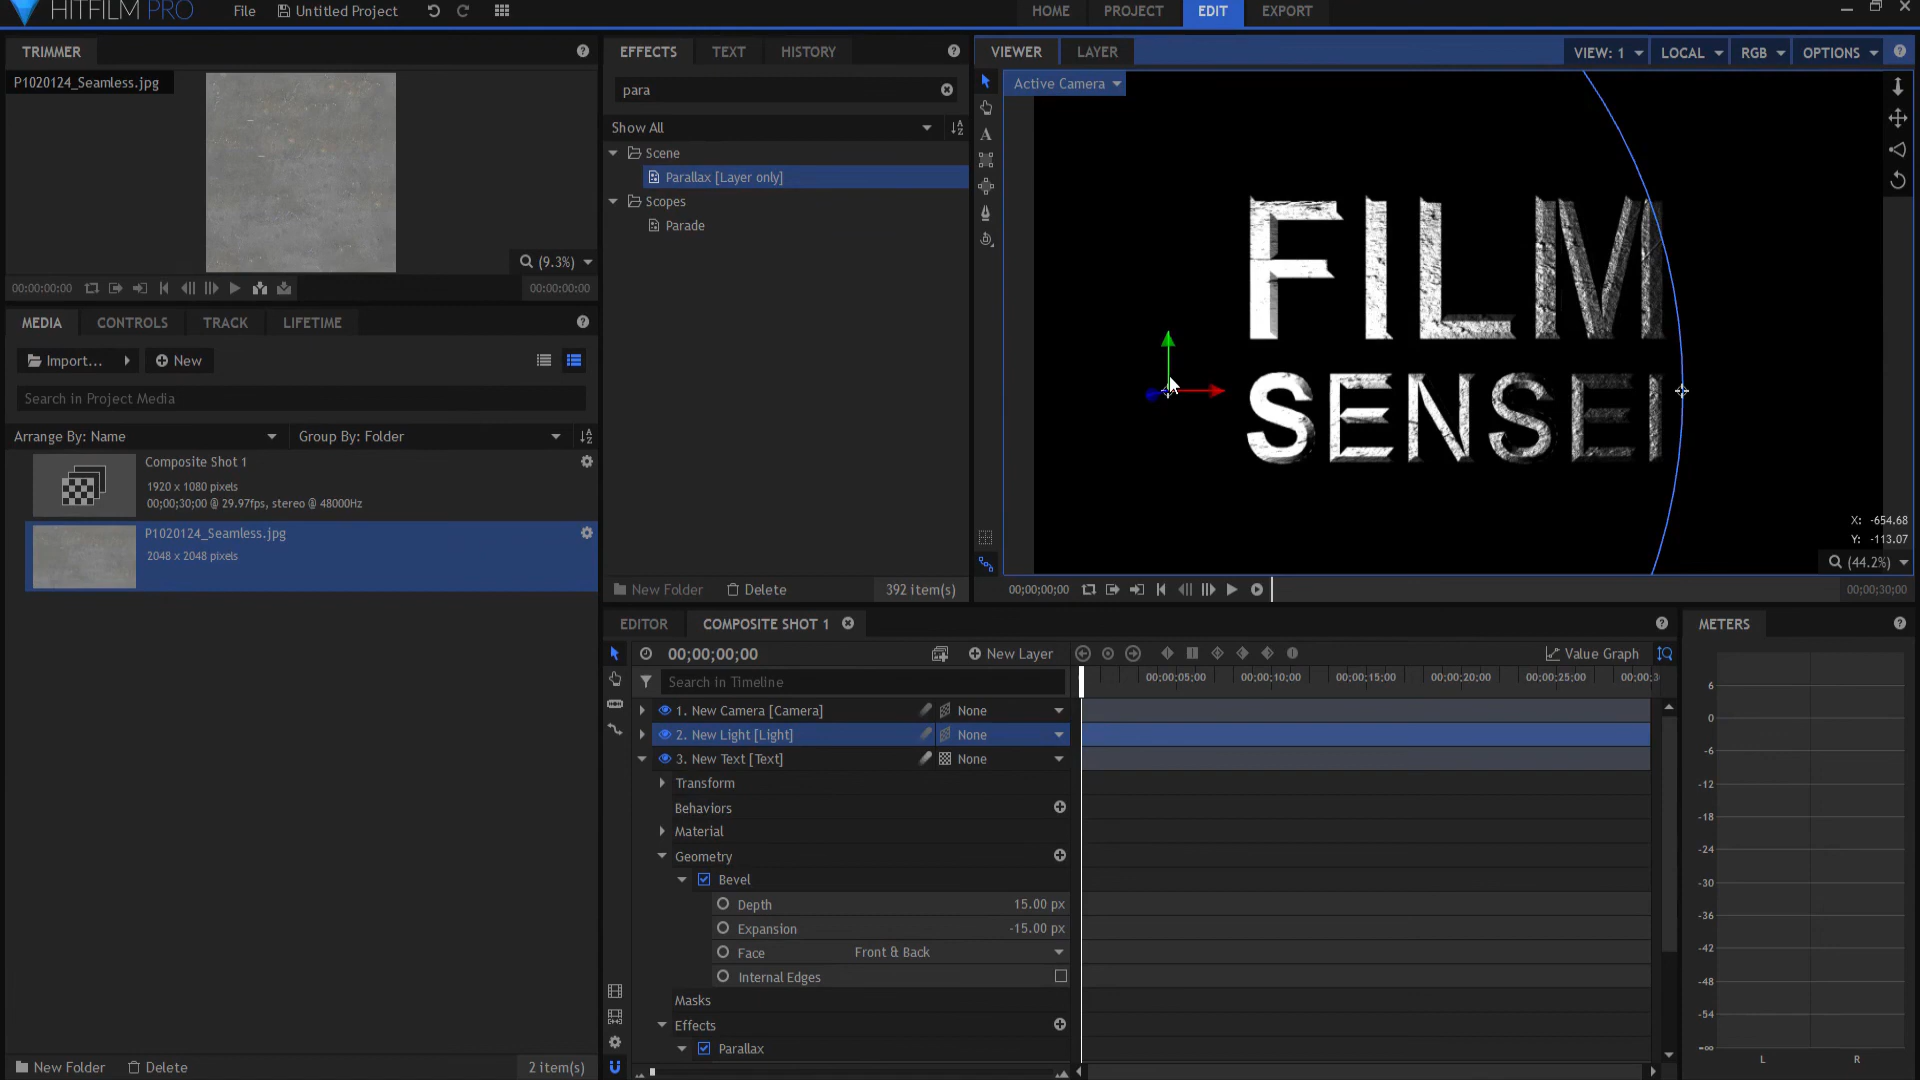 HITFILM PRO
File
Untitled Project
HOME
PROJECT
EDIT
EXPORT
TRIMMER
P1020124_Seamless.jpg
(9.3%)
00:00:00:00
00:00:00:00
MEDIA
CONTROLS
TRACK
LIFETIME
Import...
New
Search in Project Media
Arrange By: Name
Group By: Folder
Composite Shot 1
1920 x 1080 pixels
00;00;30;00 @ 29.97fps, stereo @ 48000Hz
P1020124_Seamless.jpg
2048 x 2048 pixels
New Folder
Delete
2 item(s)
EFFECTS
TEXT
HISTORY
para
Show All
Scene
Parallax [Layer only]
Scopes
Parade
New Folder
Delete
392 item(s)
VIEWER
LAYER
VIEW: 1
LOCAL
RGB
OPTIONS
Active Camera
FILM
SENSEI
X: -654.68
Y: -113.07
(44.2%)
00;00;00;00
00;00;30;00
EDITOR
COMPOSITE SHOT 1
00;00;00;00
New Layer
Value Graph
Search in Timeline
00;00;05;00
00;00;10;00
00;00;15;00
00;00;20;00
00;00;25;00
00;00;3
1. New Camera [Camera]
None
2. New Light [Light]
None
3. New Text [Text]
None
Transform
Behaviors
Material
Geometry
Bevel
Depth
15.00 px
Expansion
-15.00 px
Face
Front & Back
Internal Edges
Masks
Effects
Parallax
METERS
6
0
-6
-12
-18
-24
-30
-36
-42
-48
-54
-∞
L
R